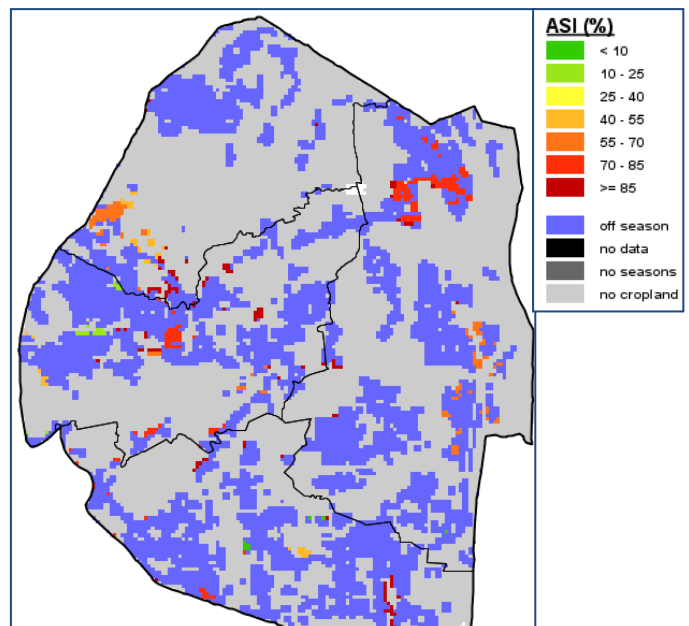 ASI (%)
< 10
10 - 25
25 - 40
40 - 55
55 - 70
70 - 85
>= 85
off season
no data
no seasons
no cropland